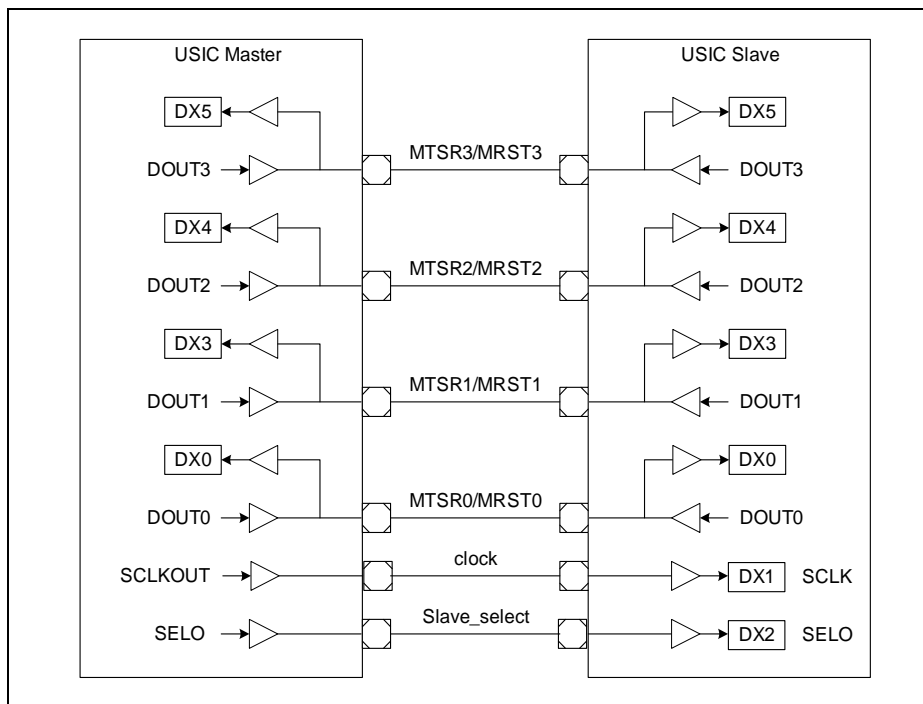 USIC Master
USIC Slave
DX5
DX5
MTSR3/MRST3
DOUT3
DOUT3
DX4
DX4
MTSR2/MRST2
DOUT2
DOUT2
DX3
DX3
MTSR1/MRST1
DOUT1
DOUT1
DX0
DX0
MTSR0/MRST0
DOUT0
DOUT0
clock
SCLKOUT
DX1
SCLK
Slave_select
SELO
DX2
SELO